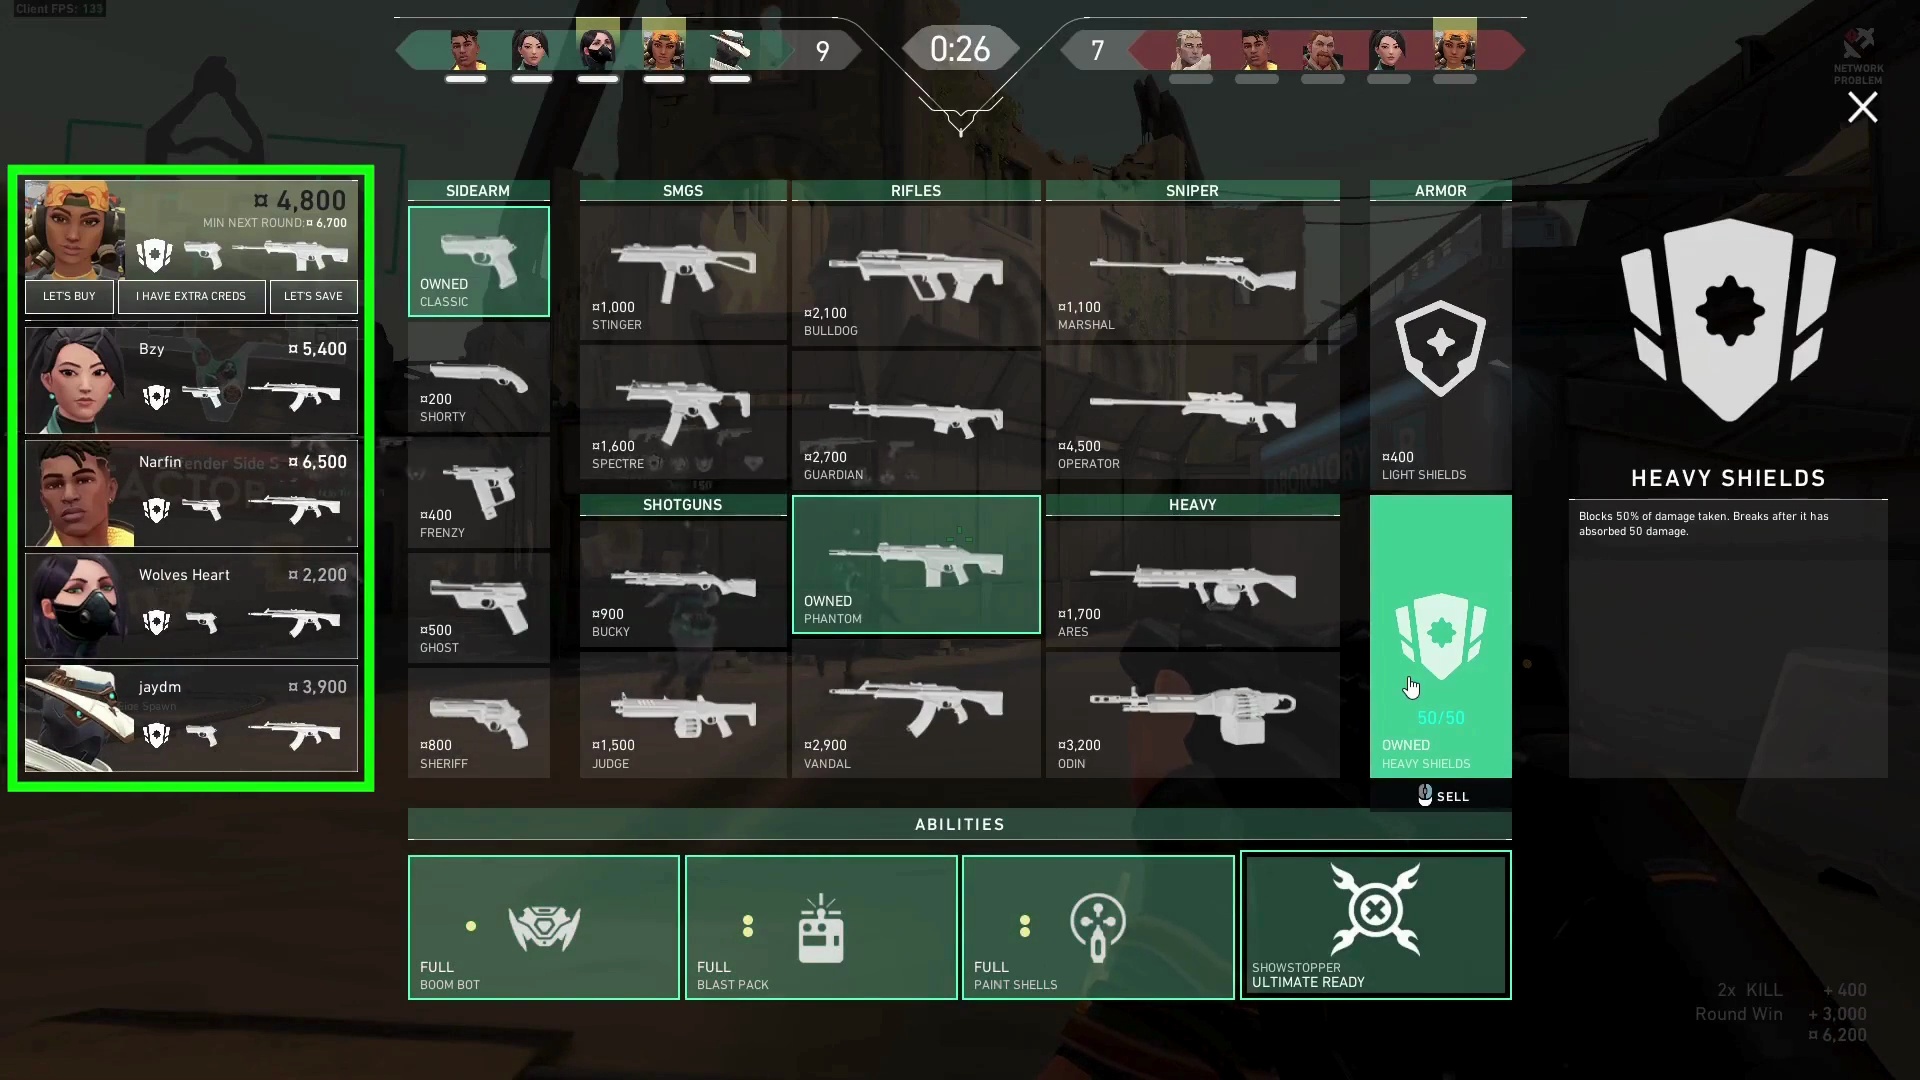 Client FPS: 133
9
0:26
7
NETWORK
PROBLEM
¤ 4,800
MIN NEXT ROUND:¤ 6,700
LET'S BUY
I HAVE EXTRA CREDS
LET'S SAVE
Bzy
¤ 5,400
Narfin
¤ 6,500
Wolves Heart
¤ 2,200
jaydm
¤ 3,900
SIDEARM
OWNED
CLASSIC
¤200
SHORTY
¤400
FRENZY
¤500
GHOST
¤800
SHERIFF
SMGS
¤1,000
STINGER
¤1,600
SPECTRE
SHOTGUNS
¤900
BUCKY
¤1,500
JUDGE
RIFLES
¤2,100
BULLDOG
¤2,700
GUARDIAN
OWNED
PHANTOM
¤2,900
VANDAL
SNIPER
¤1,100
MARSHAL
¤4,500
OPERATOR
HEAVY
¤1,700
ARES
¤3,200
ODIN
ARMOR
¤400
LIGHT SHIELDS
50/50
OWNED
HEAVY SHIELDS
SELL
HEAVY SHIELDS
Blocks 50% of damage taken. Breaks after it has
absorbed 50 damage.
ABILITIES
FULL
BOOM BOT
FULL
BLAST PACK
FULL
PAINT SHELLS
SHOWSTOPPER
ULTIMATE READY
2x KILL + 400
Round Win + 3,000
¤ 6,200